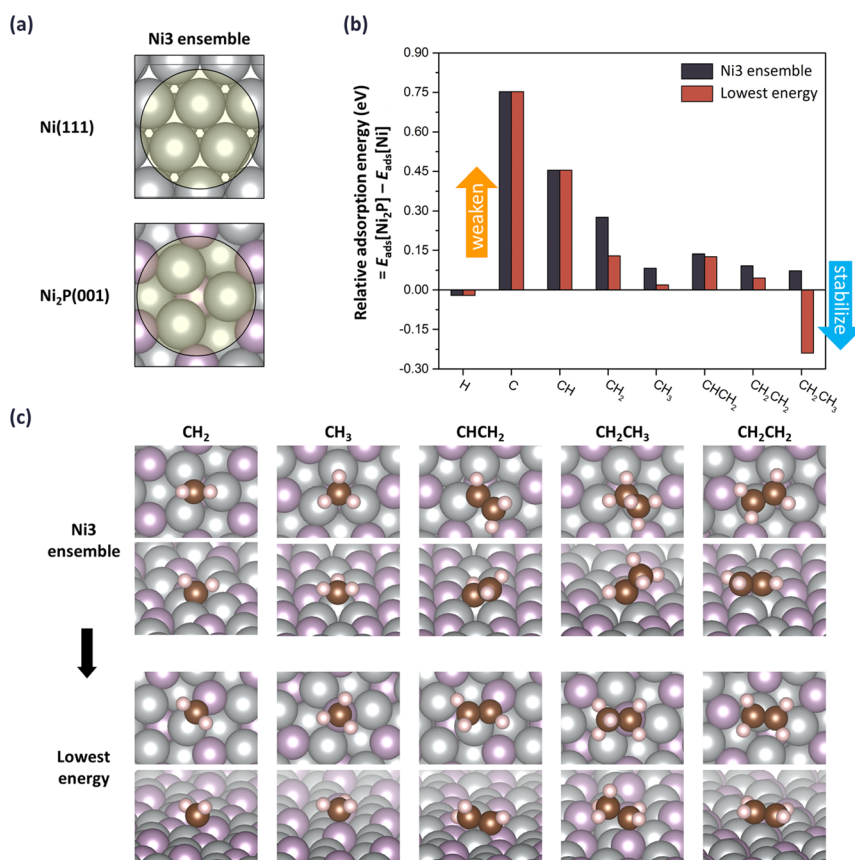 (a)
Ni3 ensemble
Ni(111)
Ni₂P(001)
(b)
Relative adsorption energy (eV)
= E_ads[Ni₂P] − E_ads[Ni]
0.90
0.75
0.60
0.45
0.30
0.15
0.00
-0.15
-0.30
Ni3 ensemble
Lowest energy
weaken
stabilize
H
C
CH
CH₂
CH₃
CHCH₂
CH₂CH₂
CH₂CH₃
(c)
CH₂
CH₃
CHCH₂
CH₂CH₃
CH₂CH₂
Ni3
ensemble
Lowest
energy